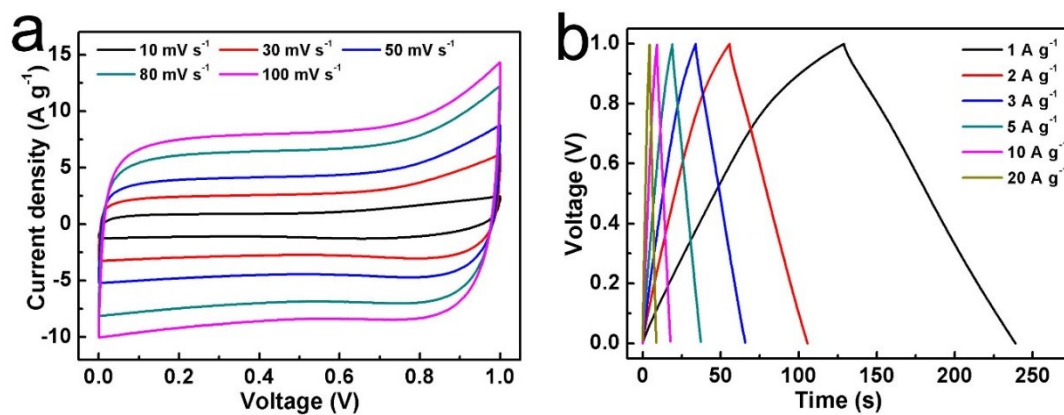 a
10 mV s⁻¹ 30 mV s⁻¹ 50 mV s⁻¹
80 mV s⁻¹ 100 mV s⁻¹
Current density (A g⁻¹)
15
10
5
0
-5
-10
0.0 0.2 0.4 0.6 0.8 1.0
Voltage (V)
b
1 A g⁻¹
2 A g⁻¹
3 A g⁻¹
5 A g⁻¹
10 A g⁻¹
20 A g⁻¹
Voltage (V)
1.0
0.8
0.6
0.4
0.2
0.0
0 50 100 150 200 250
Time (s)